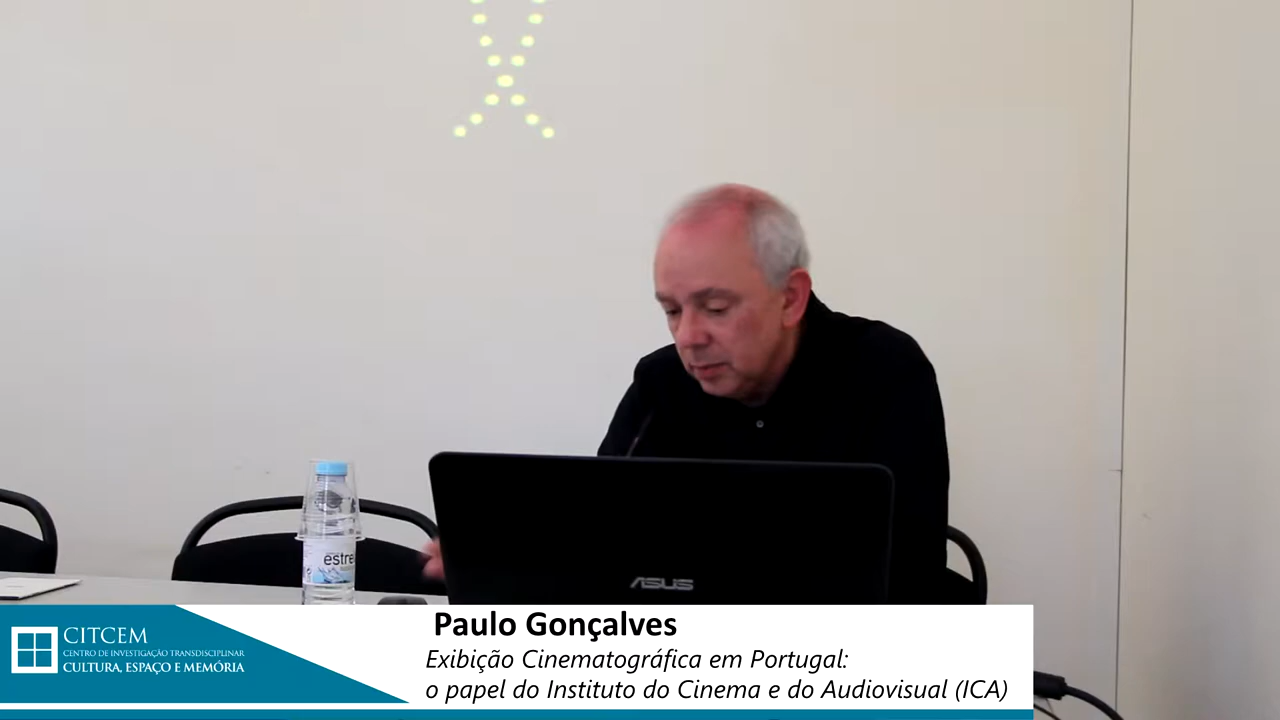 estre
ASUS
Paulo Gonçalves
Exibição Cinematográfica em Portugal:
o papel do Instituto do Cinema e do Audiovisual (ICA)
CITCEM
CENTRO DE INVESTIGAÇÃO TRANSDISCIPLINAR
CULTURA, ESPAÇO E MEMÓRIA